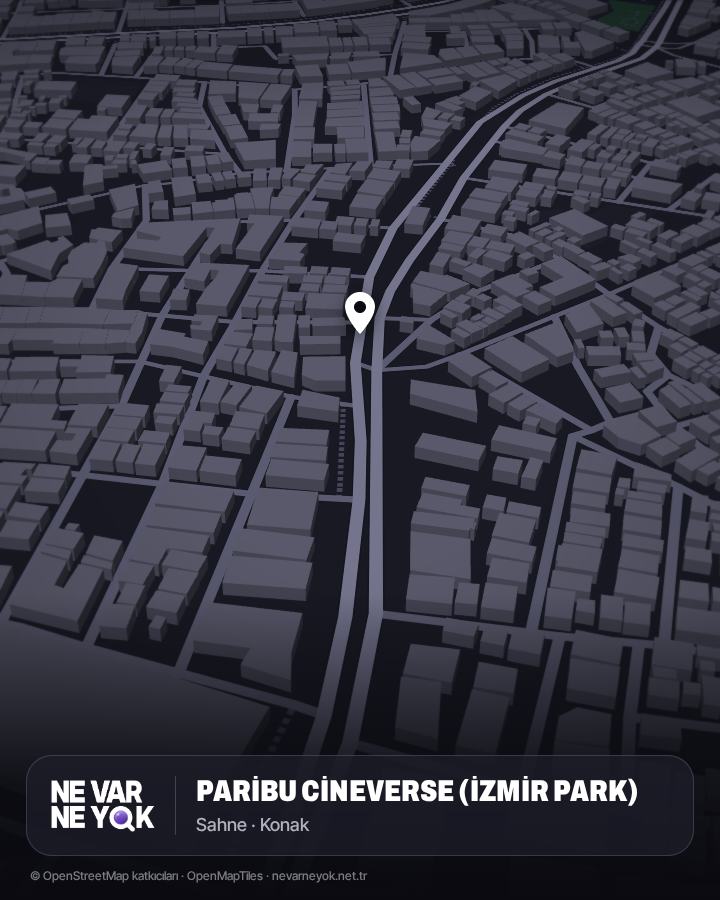 NE VAR
NE YOK
PARİBU CİNEVERSE (İZMİR PARK)
Sahne · Konak
© OpenStreetMap katkıcıları · OpenMapTiles · nevarneyok.net.tr